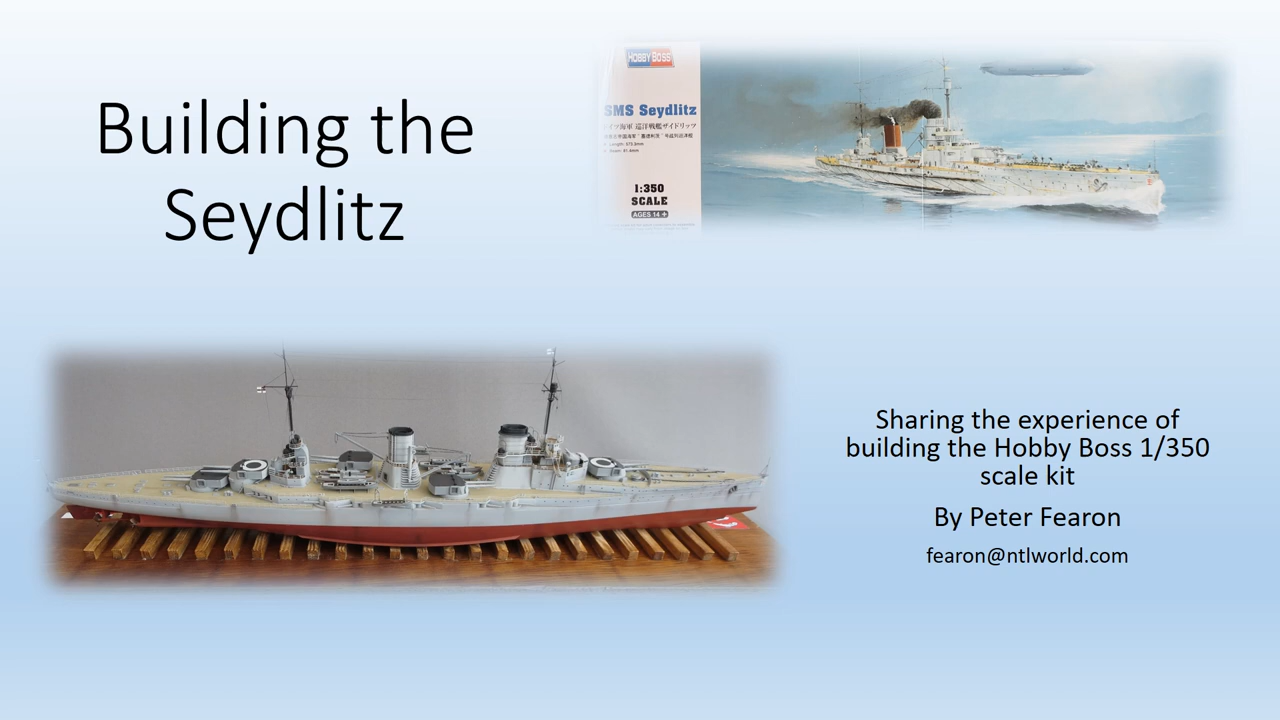 Building the
Seydlitz
HOBBY BOSS
SMS Seydlitz
1:350
SCALE
AGES 14 +
Sharing the experience of
building the Hobby Boss 1/350
scale kit
By Peter Fearon
fearon@ntlworld.com